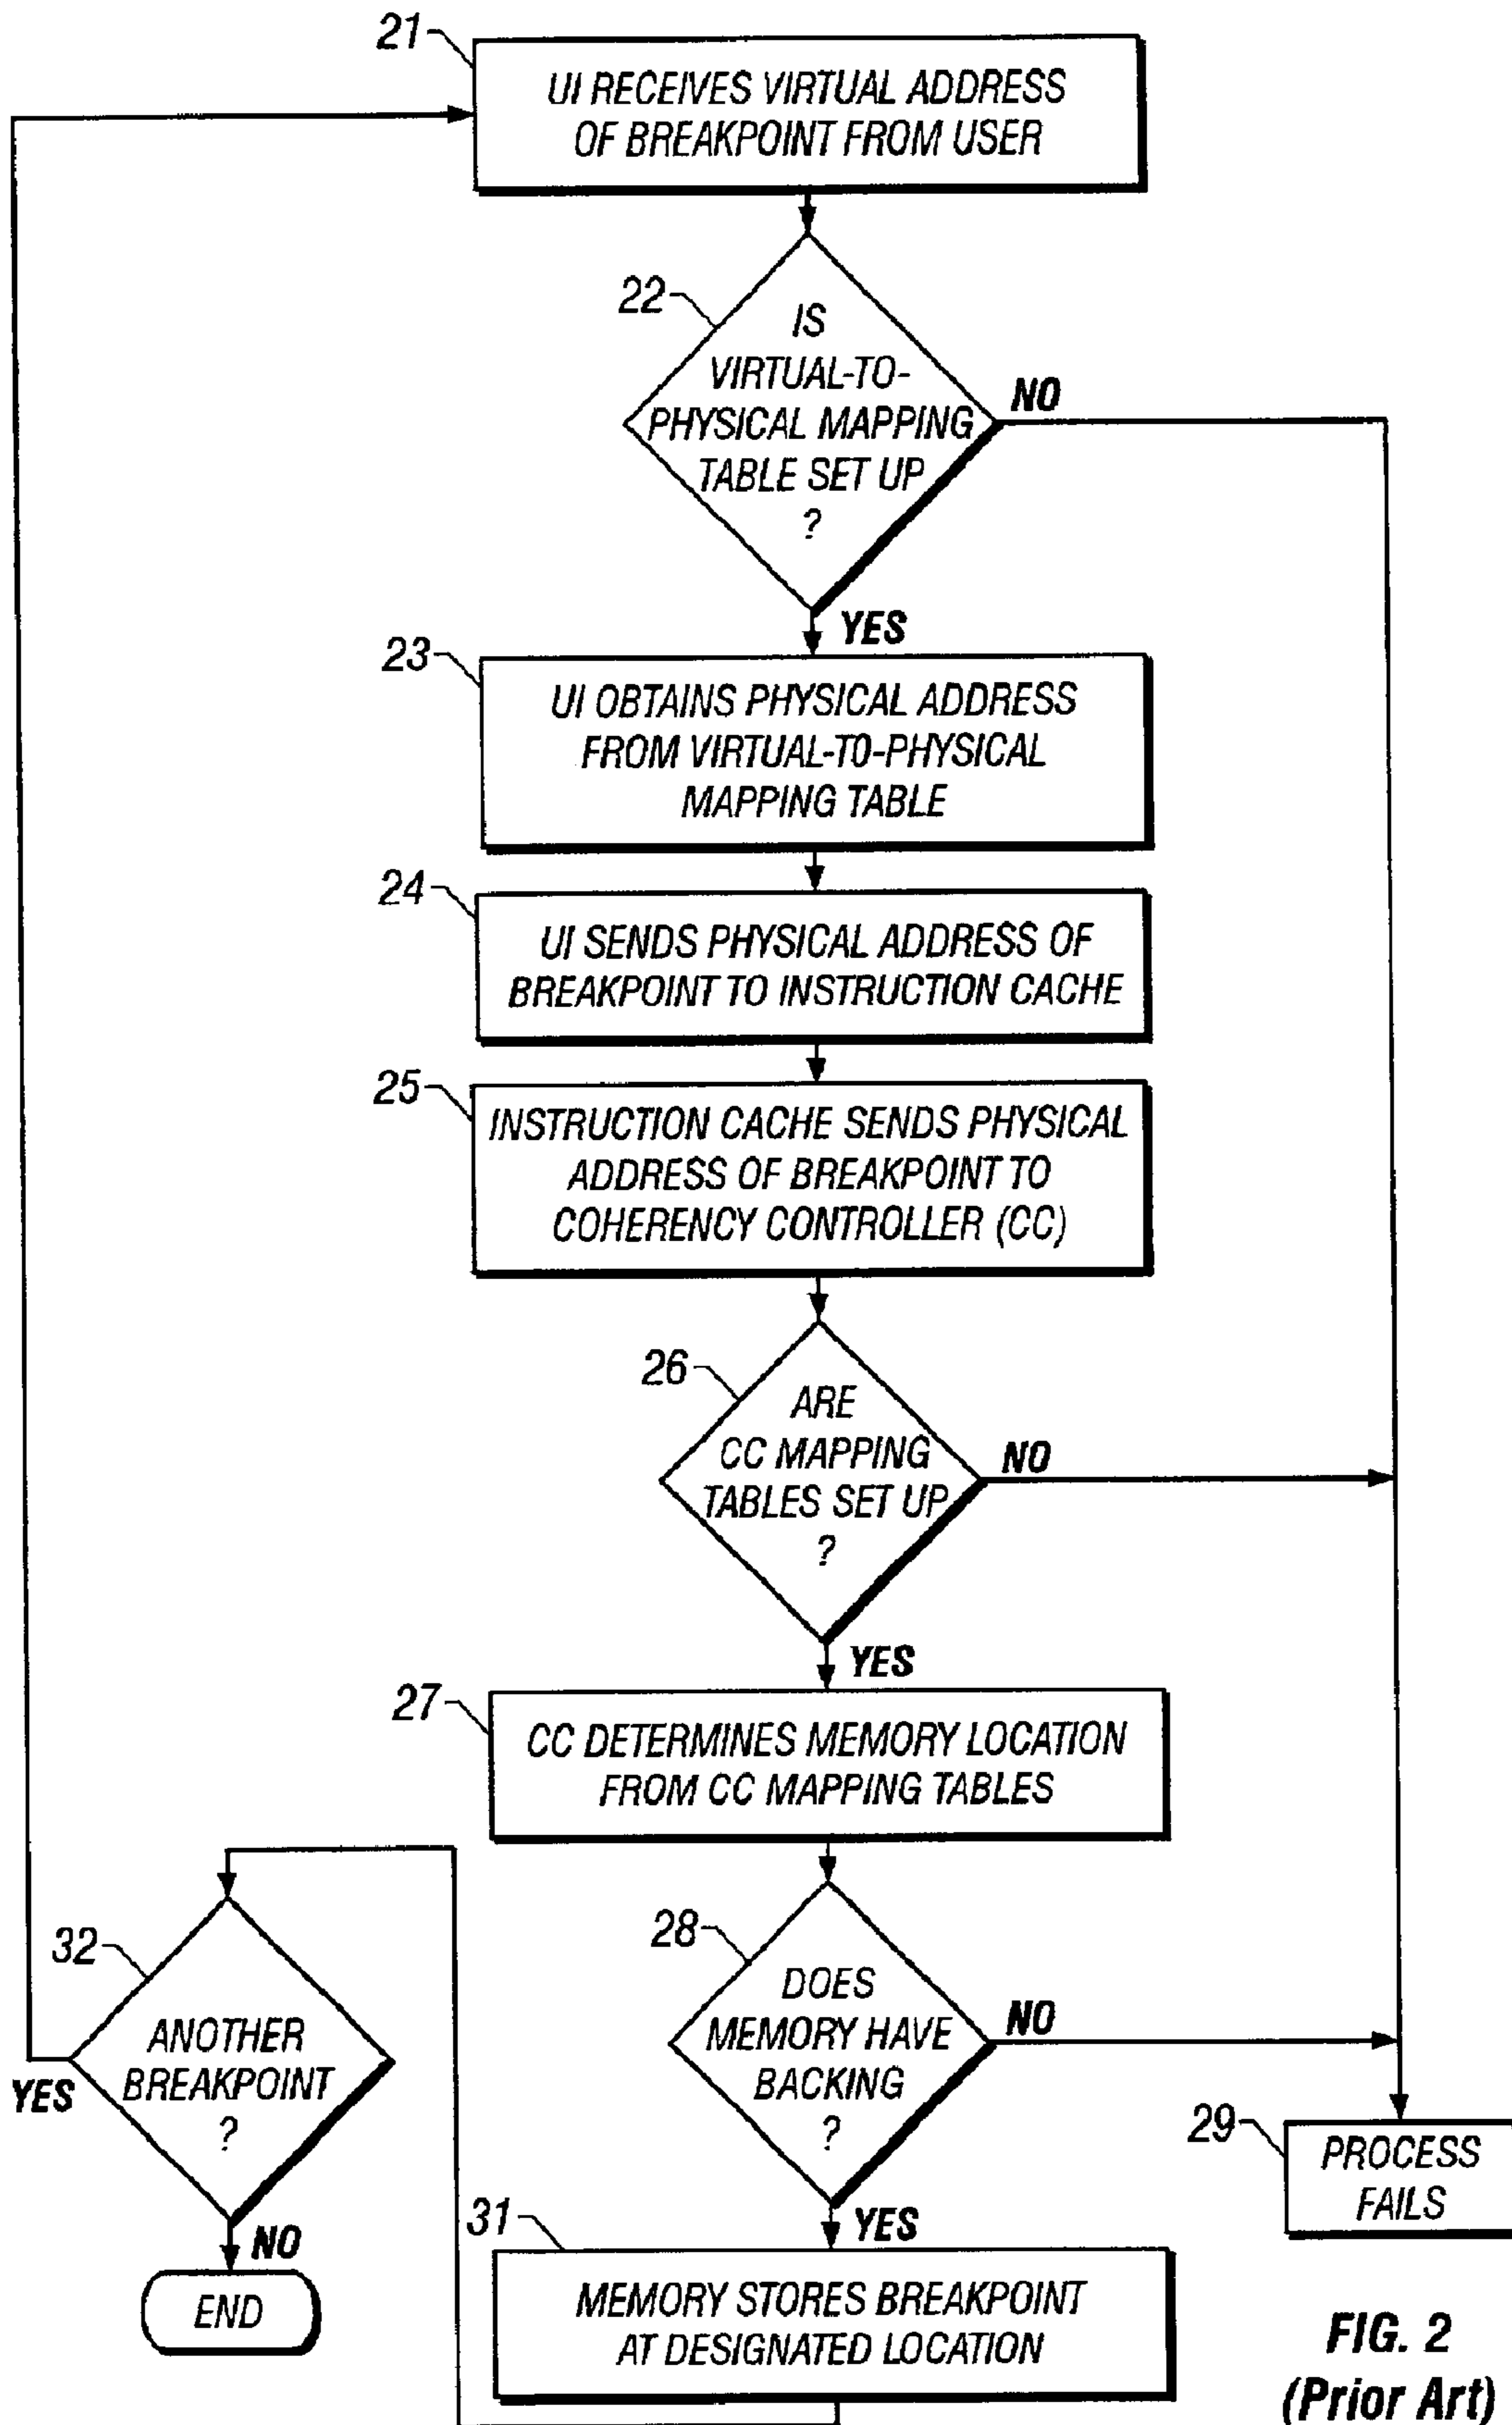 21
UI RECEIVES VIRTUAL ADDRESS
OF BREAKPOINT FROM USER
22
IS
VIRTUAL-TO-
PHYSICAL MAPPING
TABLE SET UP
?
NO
YES
23
UI OBTAINS PHYSICAL ADDRESS
FROM VIRTUAL-TO-PHYSICAL
MAPPING TABLE
24
UI SENDS PHYSICAL ADDRESS OF
BREAKPOINT TO INSTRUCTION CACHE
25
INSTRUCTION CACHE SENDS PHYSICAL
ADDRESS OF BREAKPOINT TO
COHERENCY CONTROLLER (CC)
26
ARE
CC MAPPING
TABLES SET UP
?
NO
YES
27
CC DETERMINES MEMORY LOCATION
FROM CC MAPPING TABLES
28
DOES
MEMORY HAVE
BACKING
?
NO
YES
29
PROCESS
FAILS
31
MEMORY STORES BREAKPOINT
AT DESIGNATED LOCATION
32
ANOTHER
BREAKPOINT
?
YES
NO
END
FIG. 2
(Prior Art)